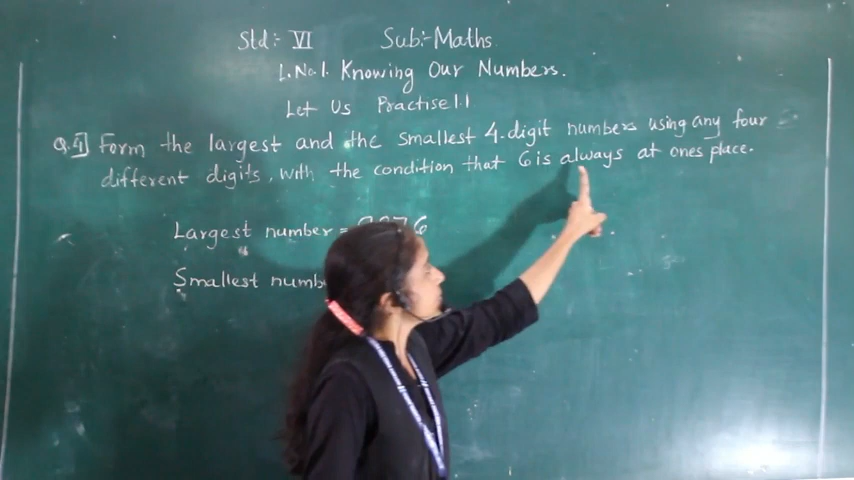 Std:- VI Sub:- Maths
L.No.1. Knowing Our Numbers.
Let Us Practise 1.1
Q.4] Form the largest and the smallest 4-digit numbers using any four
different digits, with the condition that 6 is always at ones place.
Largest number = 9876
Smallest numb